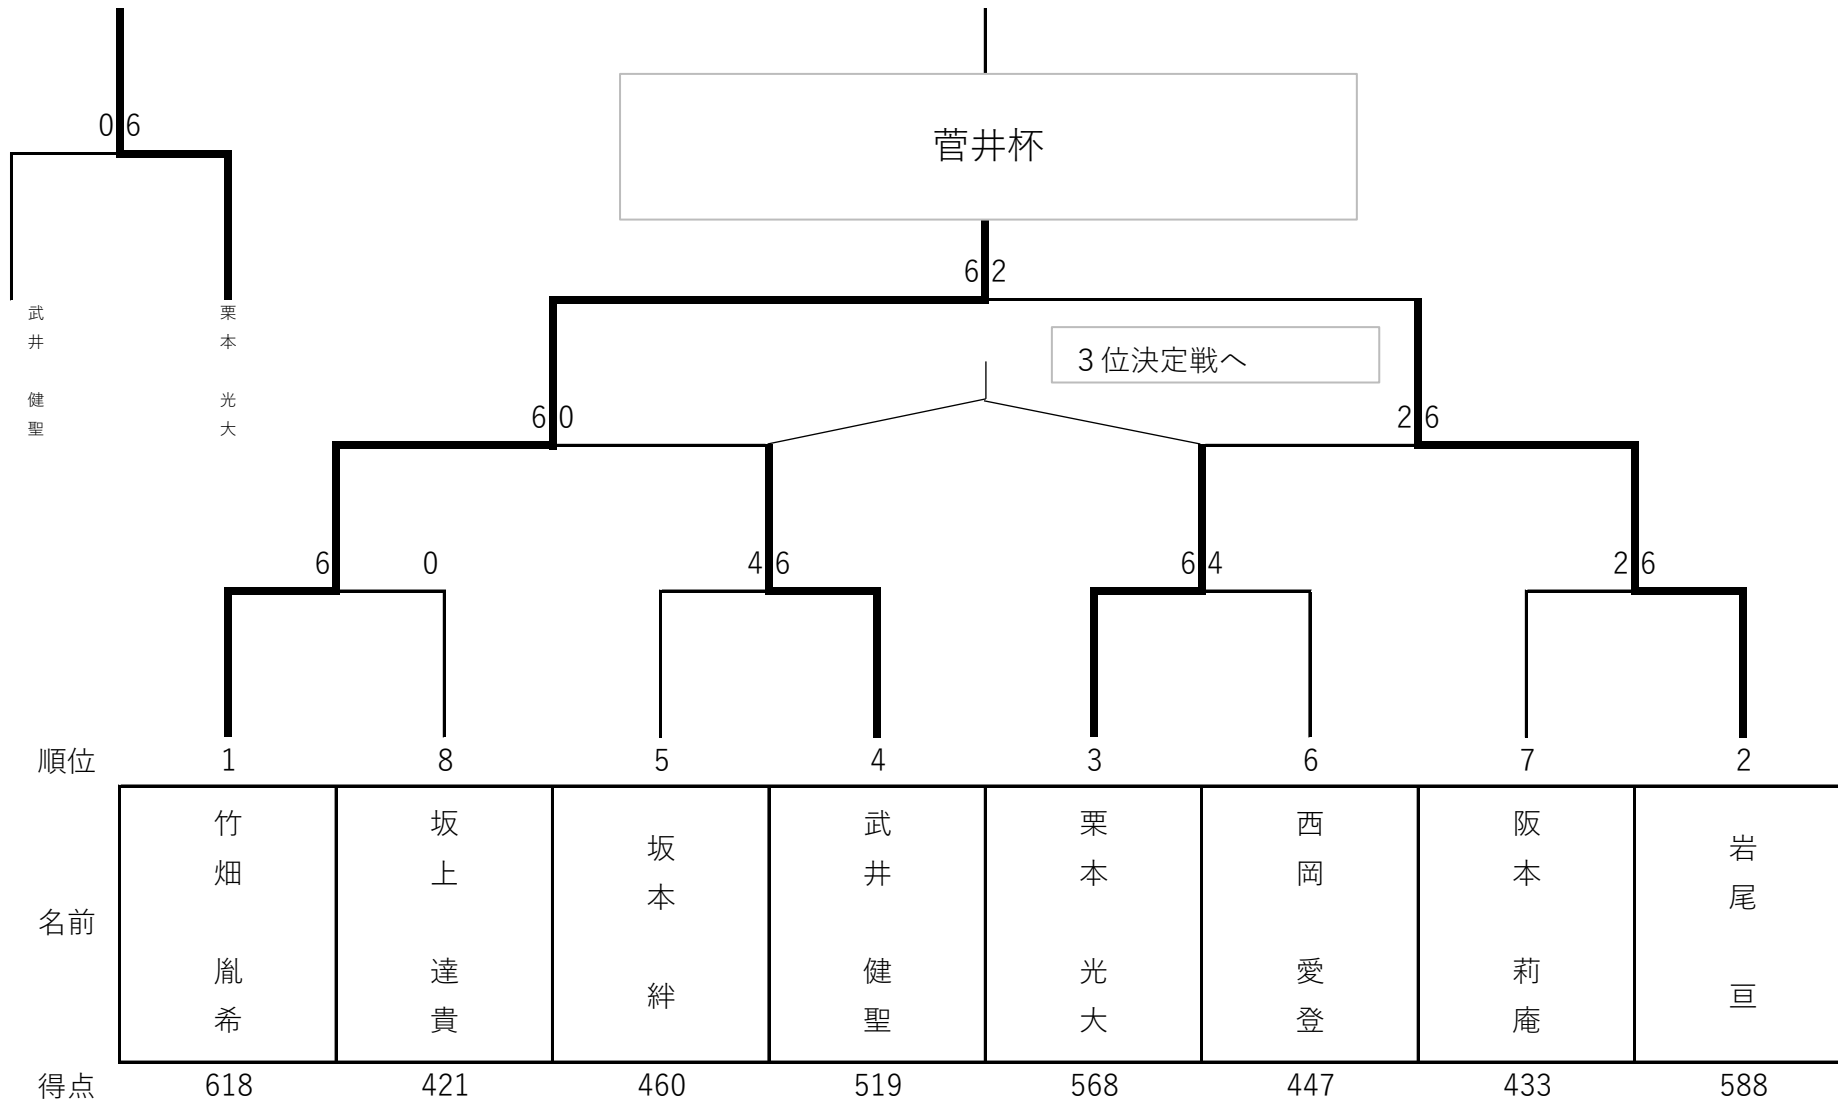 0 6
菅井杯
6 2
武井 健聖
栗本 光大
3位決定戦へ
6 0
2 6
6 0
4 6
6 4
2 6
順位 1 8 5 4 3 6 7 2
名前 竹畑 胤希 坂上 達貴 坂本 絆 武井 健聖 栗本 光大 西岡 愛登 阪本 莉庵 岩尾 亘
得点 618 421 460 519 568 447 433 588